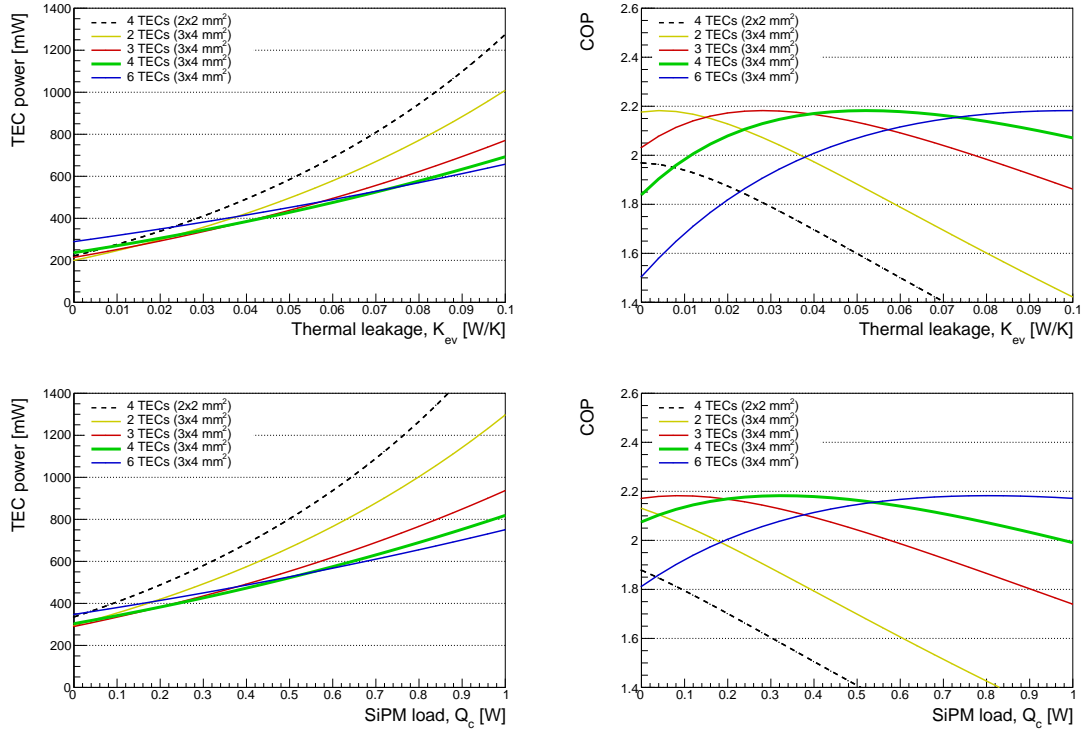 TEC power [mW]
1400
1200
1000
800
600
400
200
0
4 TECs (2x2 mm²)
2 TECs (3x4 mm²)
3 TECs (3x4 mm²)
4 TECs (3x4 mm²)
6 TECs (3x4 mm²)
0 0.01 0.02 0.03 0.04 0.05 0.06 0.07 0.08 0.09 0.1
Thermal leakage, K_ev [W/K]
COP
2.6
2.4
2.2
2
1.8
1.6
1.4
4 TECs (2x2 mm²)
2 TECs (3x4 mm²)
3 TECs (3x4 mm²)
4 TECs (3x4 mm²)
6 TECs (3x4 mm²)
0 0.01 0.02 0.03 0.04 0.05 0.06 0.07 0.08 0.09 0.1
Thermal leakage, K_ev [W/K]
TEC power [mW]
1400
1200
1000
800
600
400
200
0
4 TECs (2x2 mm²)
2 TECs (3x4 mm²)
3 TECs (3x4 mm²)
4 TECs (3x4 mm²)
6 TECs (3x4 mm²)
0 0.1 0.2 0.3 0.4 0.5 0.6 0.7 0.8 0.9 1
SiPM load, Q_c [W]
COP
2.6
2.4
2.2
2
1.8
1.6
1.4
4 TECs (2x2 mm²)
2 TECs (3x4 mm²)
3 TECs (3x4 mm²)
4 TECs (3x4 mm²)
6 TECs (3x4 mm²)
0 0.1 0.2 0.3 0.4 0.5 0.6 0.7 0.8 0.9 1
SiPM load, Q_c [W]